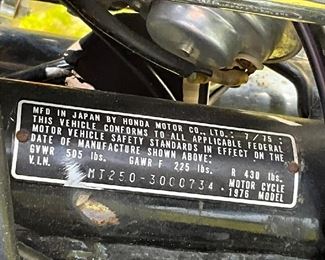 MFD IN JAPAN BY HONDA MOTOR CO., LTD.: 7/75:
THIS VEHICLE CONFORMS TO ALL APPLICABLE FEDERAL
MOTOR VEHICLE SAFETY STANDARDS IN EFFECT ON THE
DATE OF MANUFACTURE SHOWN ABOVE:
GVWR 505 lbs. GAWR F 225 lbs. R 430 lbs.
V.I.N. MT250-3000734. MOTOR CYCLE
1976 MODEL